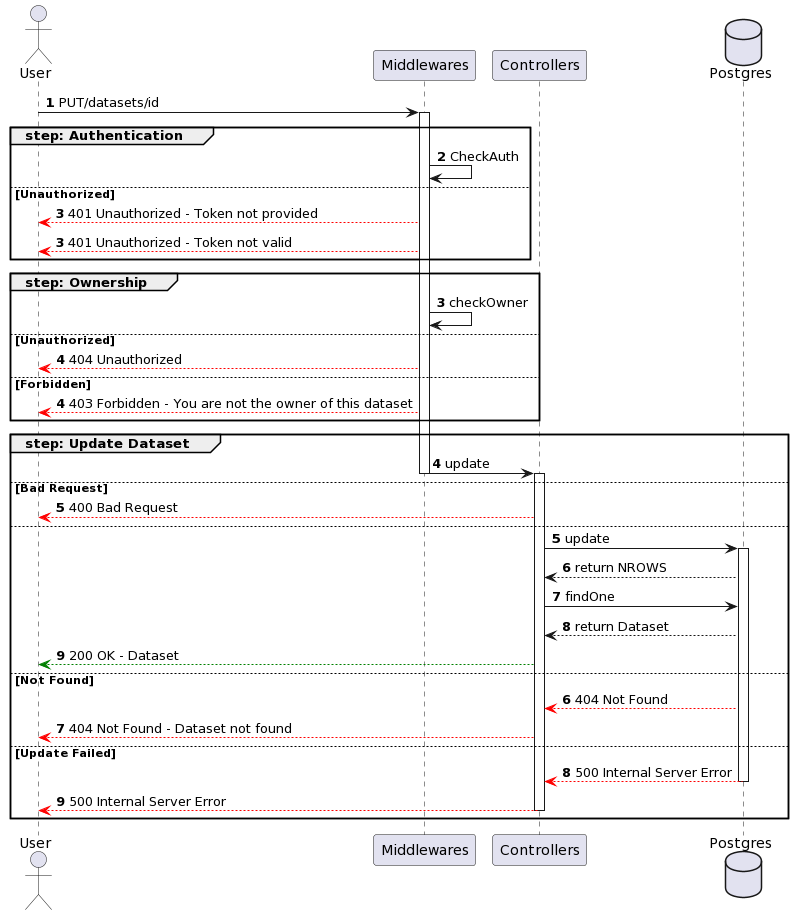 User
Middlewares
Controllers
Postgres
1 PUT/datasets/id
step: Authentication
2 CheckAuth
[Unauthorized]
3 401 Unauthorized - Token not provided
3 401 Unauthorized - Token not valid
step: Ownership
3 checkOwner
[Unauthorized]
4 404 Unauthorized
[Forbidden]
4 403 Forbidden - You are not the owner of this dataset
step: Update Dataset
4 update
[Bad Request]
5 400 Bad Request
5 update
6 return NROWS
7 findOne
8 return Dataset
9 200 OK - Dataset
[Not Found]
6 404 Not Found
7 404 Not Found - Dataset not found
[Update Failed]
8 500 Internal Server Error
9 500 Internal Server Error
User
Middlewares
Controllers
Postgres